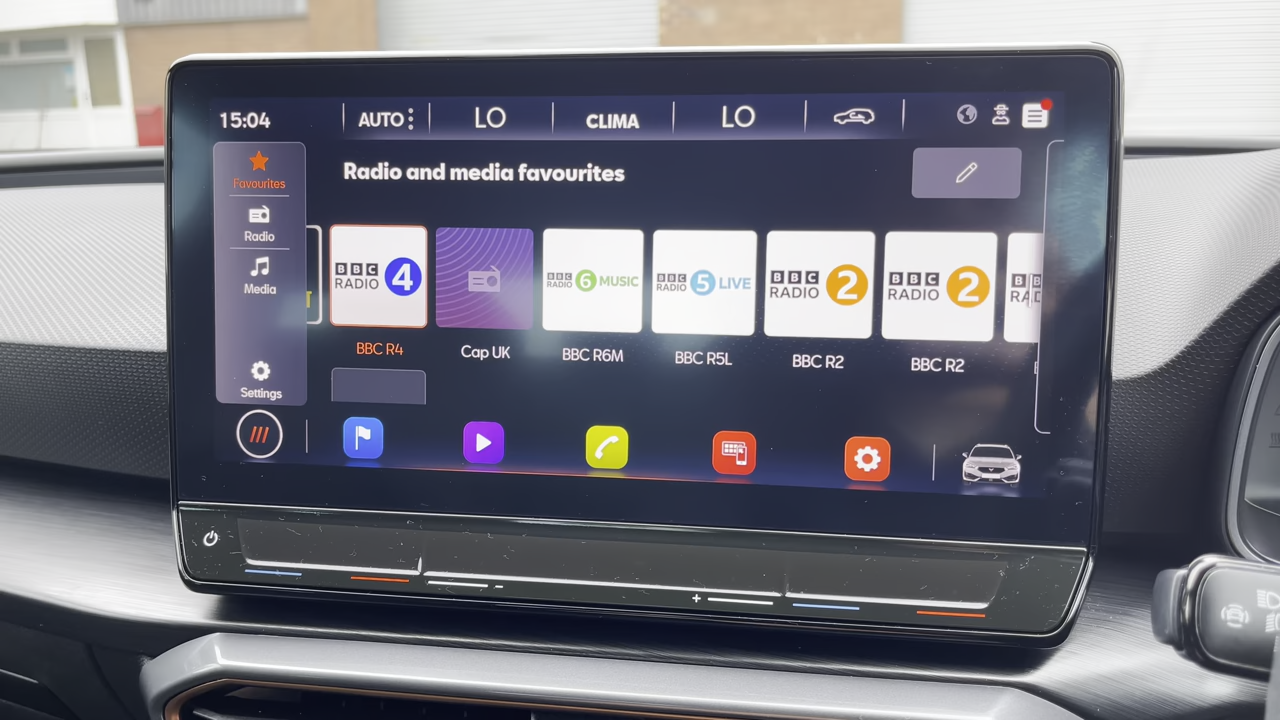 15:04 AUTO LO CLIMA LO
Favourites
Radio
Media
Settings
Radio and media favourites
BBC RADIO 4
BBC RADIO 6 MUSIC
BBC RADIO 5 LIVE
BBC RADIO 2
BBC RADIO 2
BBC R4
Cap UK
BBC R6M
BBC R5L
BBC R2
BBC R2